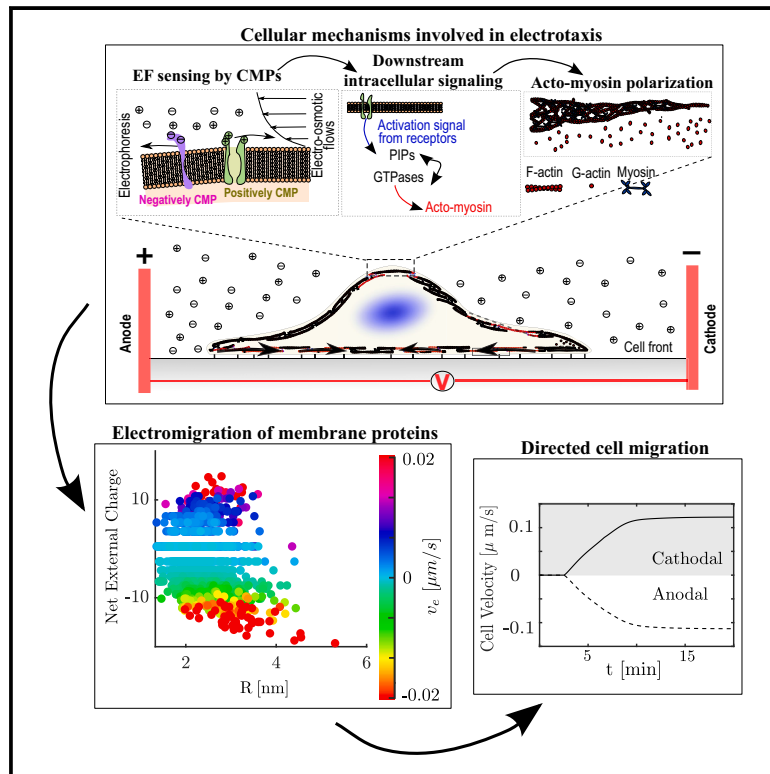 Cellular mechanisms involved in electrotaxis
EF sensing by CMPs
Downstream
intracellular signaling
Acto-myosin polarization
Electrophoresis
Electro-osmotic
flows
Negatively CMP
Positively CMP
Activation signal
from receptors
PIPs
GTPases
Acto-myosin
F-actin
G-actin
Myosin
+
−
Anode
Cathode
Cell front
V
Electromigration of membrane proteins
Net External Charge
10
-10
2
4
6
R [nm]
0.02
0
-0.02
v_e [μm/s]
Directed cell migration
Cell Velocity [μ m/s]
0.1
0
-0.1
Cathodal
Anodal
5
15
t [min]